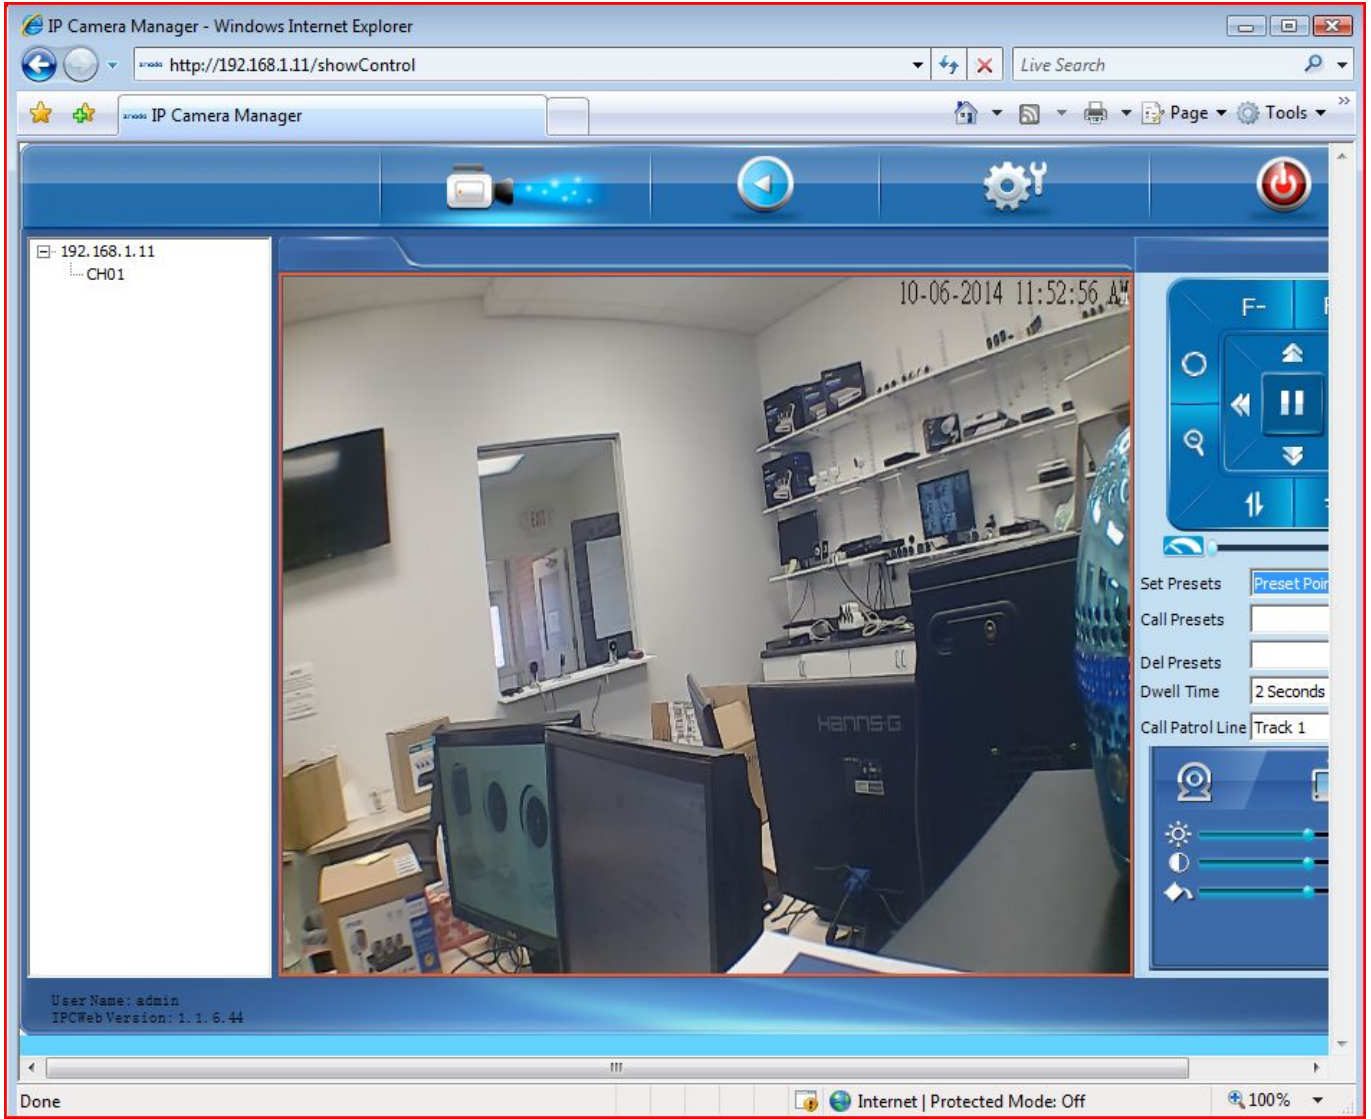 IP Camera Manager - Windows Internet Explorer
http://192.168.1.11/showControl
Live Search
IP Camera Manager
Page
Tools
192.168.1.11
CH01
10-06-2014 11:52:56 AM
F-
EXIT
HANNS-G
Set Presets
Preset Poin
Call Presets
Del Presets
Dwell Time
2 Seconds
Call Patrol Line
Track 1
User Name: admin
IPCWeb Version: 1.1.6.44
Done
Internet | Protected Mode: Off
100%